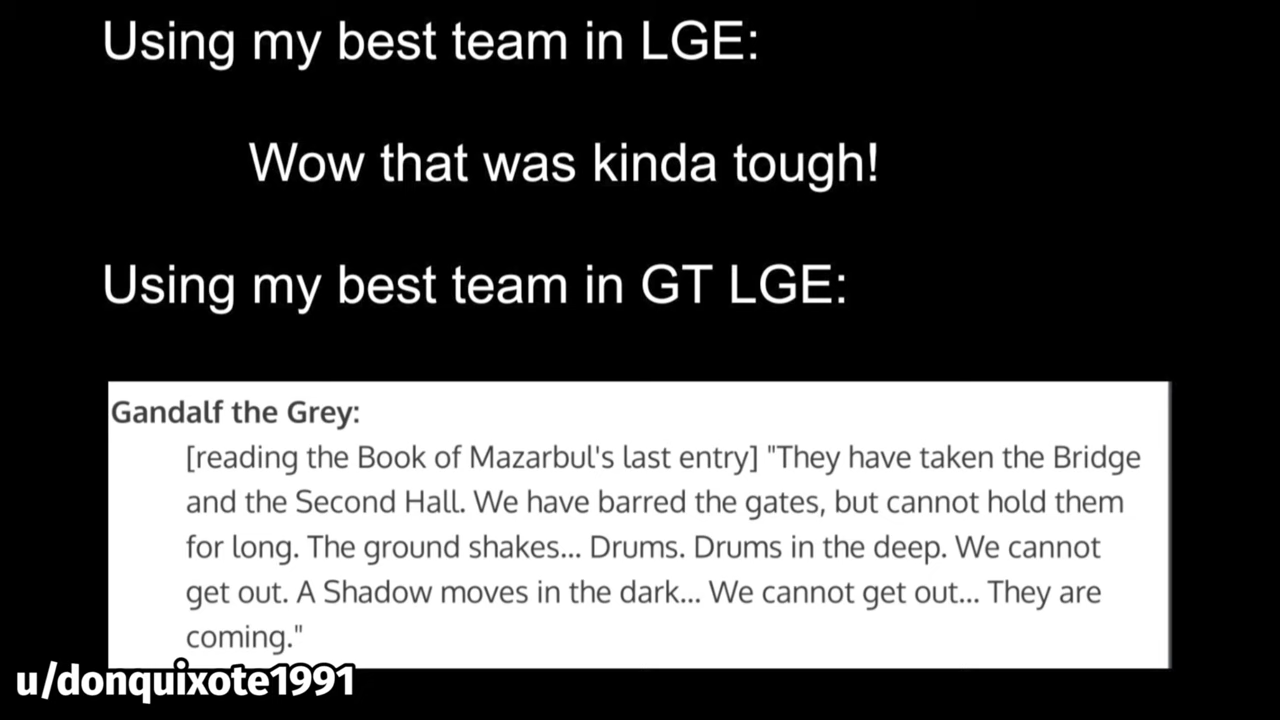 Using my best team in LGE:
Wow that was kinda tough!
Using my best team in GT LGE:
Gandalf the Grey:
[reading the Book of Mazarbul's last entry] "They have taken the Bridge
and the Second Hall. We have barred the gates, but cannot hold them
for long. The ground shakes... Drums. Drums in the deep. We cannot
get out. A Shadow moves in the dark... We cannot get out... They are
coming."
u/donquixote1991